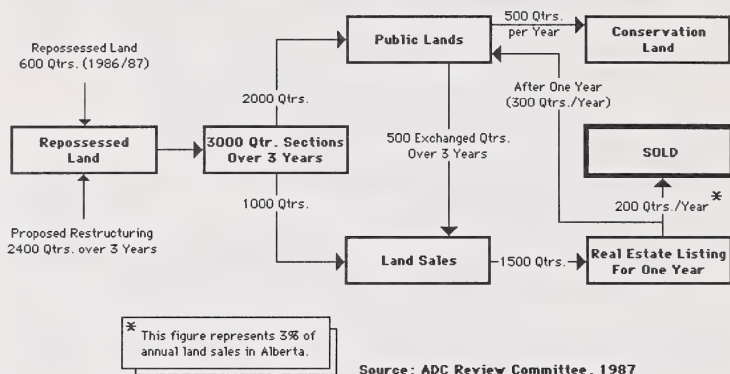 Repossessed Land
600 Qtrs. (1986/87)
Repossessed
Land
Proposed Restructuring
2400 Qtrs. over 3 Years
3000 Qtr. Sections
Over 3 Years
2000 Qtrs.
1000 Qtrs.
Public Lands
500 Qtrs.
per Year
Conservation
Land
500 Exchanged Qtrs.
Over 3 Years
After One Year
(300 Qtrs./Year)
SOLD
200 Qtrs./Year *
Land Sales
1500 Qtrs.
Real Estate Listing
For One Year
* This figure represents 3% of
annual land sales in Alberta.
Source: ADC Review Committee, 1987